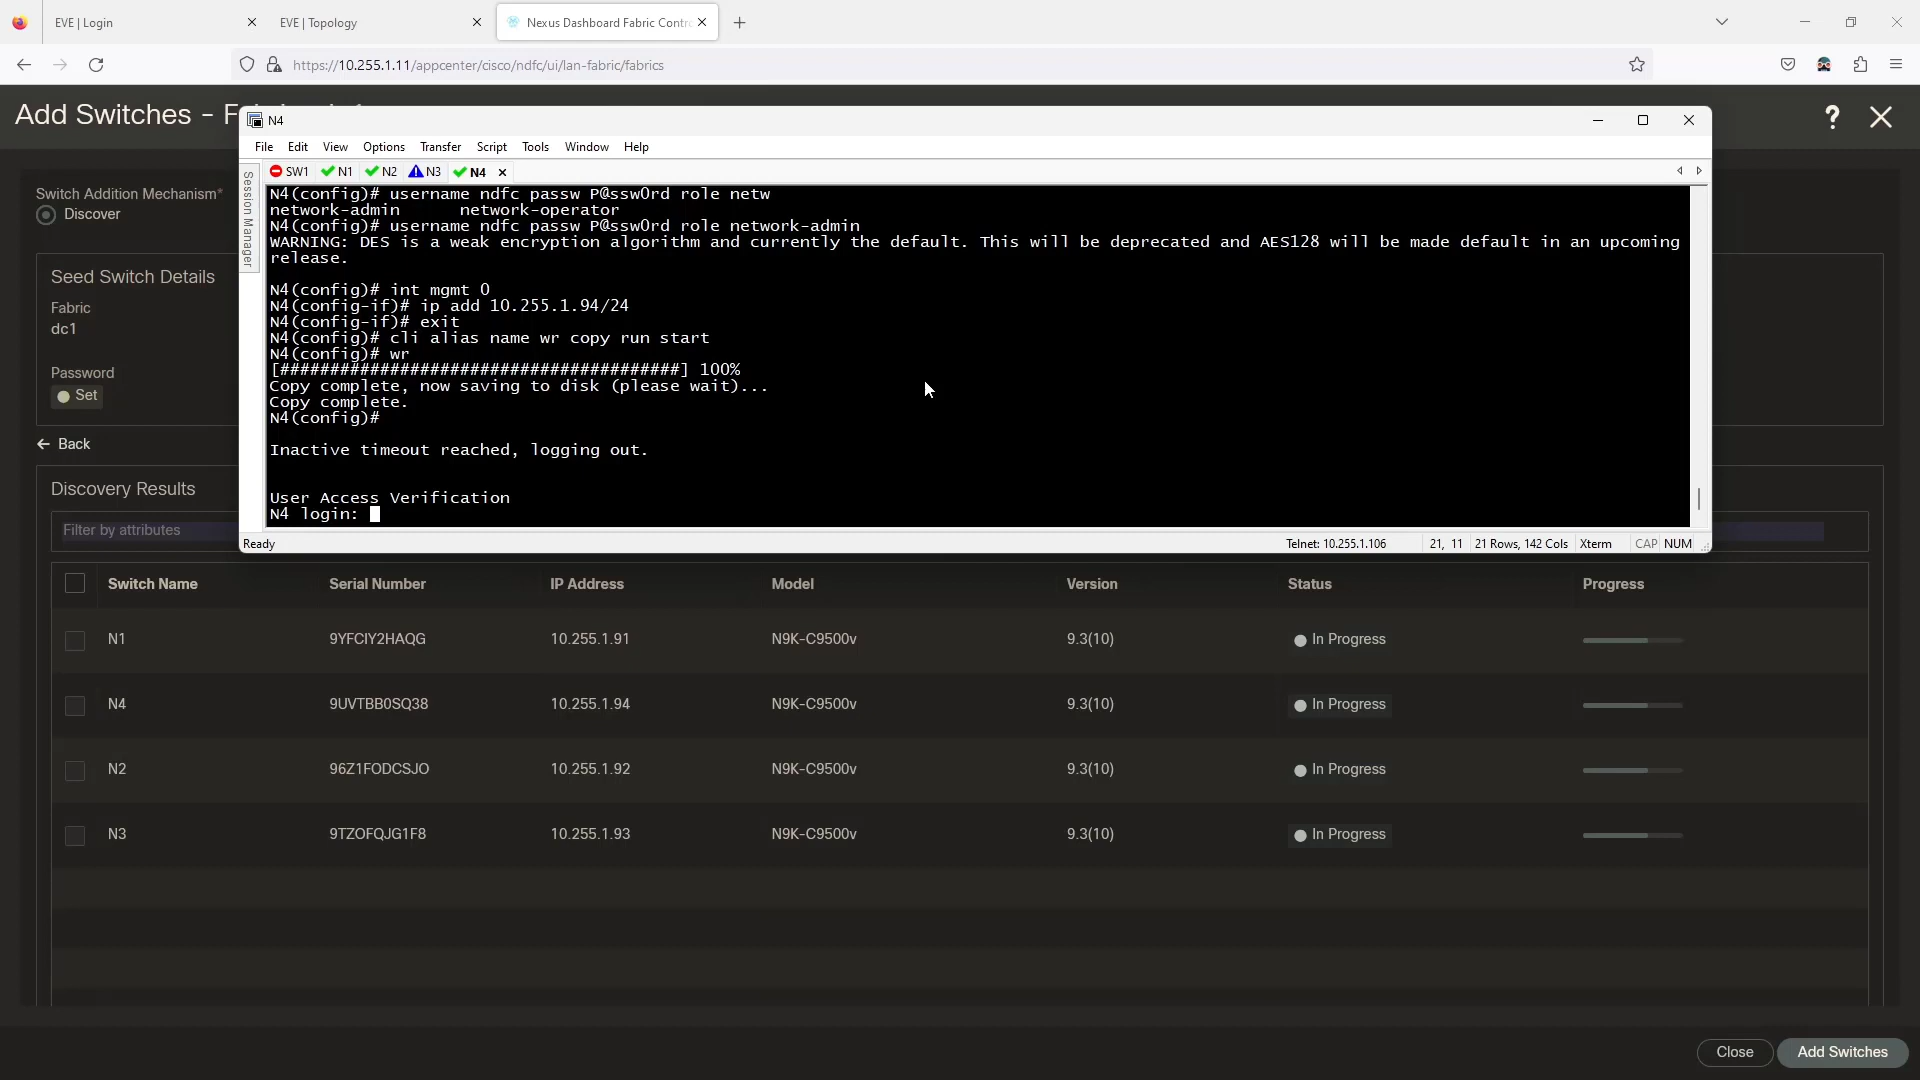 EVE | Login
EVE | Topology
Nexus Dashboard Fabric Contr
https://10.255.1.11/appcenter/cisco/ndfc/ui/lan-fabric/fabrics
Add Switches - F
N4
File Edit View Options Transfer Script Tools Window Help
Session Manager
SW1 N1 N2 N3 N4
N4(config)# username ndfc passw P@ssw0rd role netw
network-admin network-operator
N4(config)# username ndfc passw P@ssw0rd role network-admin
WARNING: DES is a weak encryption algorithm and currently the default. This will be deprecated and AES128 will be made default in an upcoming
release.
N4(config)# int mgmt 0
N4(config-if)# ip add 10.255.1.94/24
N4(config-if)# exit
N4(config)# cli alias name wr copy run start
N4(config)# wr
[########################################] 100%
Copy complete, now saving to disk (please wait)...
Copy complete.
N4(config)#
Inactive timeout reached, logging out.
User Access Verification
N4 login:
Ready
Telnet: 10.255.1.106 21, 11 21 Rows, 142 Cols Xterm CAP NUM
Switch Addition Mechanism*
Discover
Seed Switch Details
Fabric
dc1
Password
Set
Back
Discovery Results
Filter by attributes
Switch Name Serial Number IP Address Model Version Status Progress
N1 9YFCIY2HAQG 10.255.1.91 N9K-C9500v 9.3(10) In Progress
N4 9UVTBB0SQ38 10.255.1.94 N9K-C9500v 9.3(10) In Progress
N2 96Z1FODCSJO 10.255.1.92 N9K-C9500v 9.3(10) In Progress
N3 9TZOFQJG1F8 10.255.1.93 N9K-C9500v 9.3(10) In Progress
Close
Add Switches